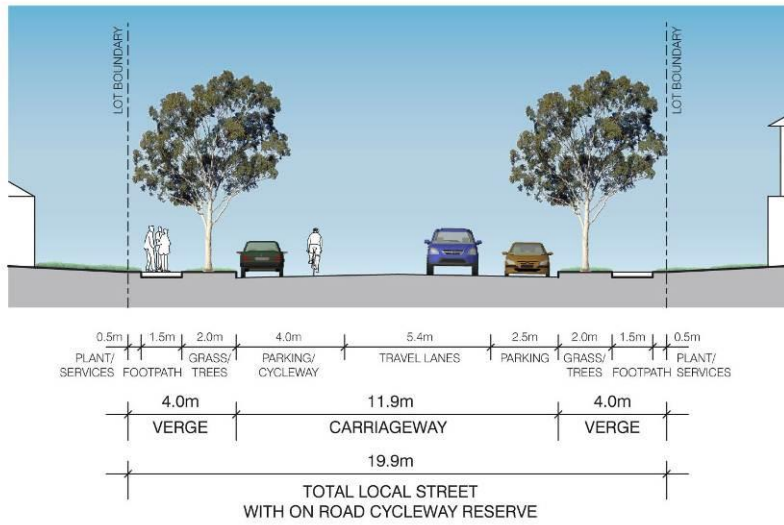 LOT BOUNDARY
LOT BOUNDARY
0.5m 1.5m 2.0m 4.0m 5.4m 2.5m 2.0m 1.5m 0.5m
PLANT/ SERVICES FOOTPATH GRASS/ TREES PARKING/ CYCLEWAY TRAVEL LANES PARKING GRASS/ TREES FOOTPATH PLANT/ SERVICES
4.0m 11.9m 4.0m
VERGE CARRIAGEWAY VERGE
19.9m
TOTAL LOCAL STREET
WITH ON ROAD CYCLEWAY RESERVE